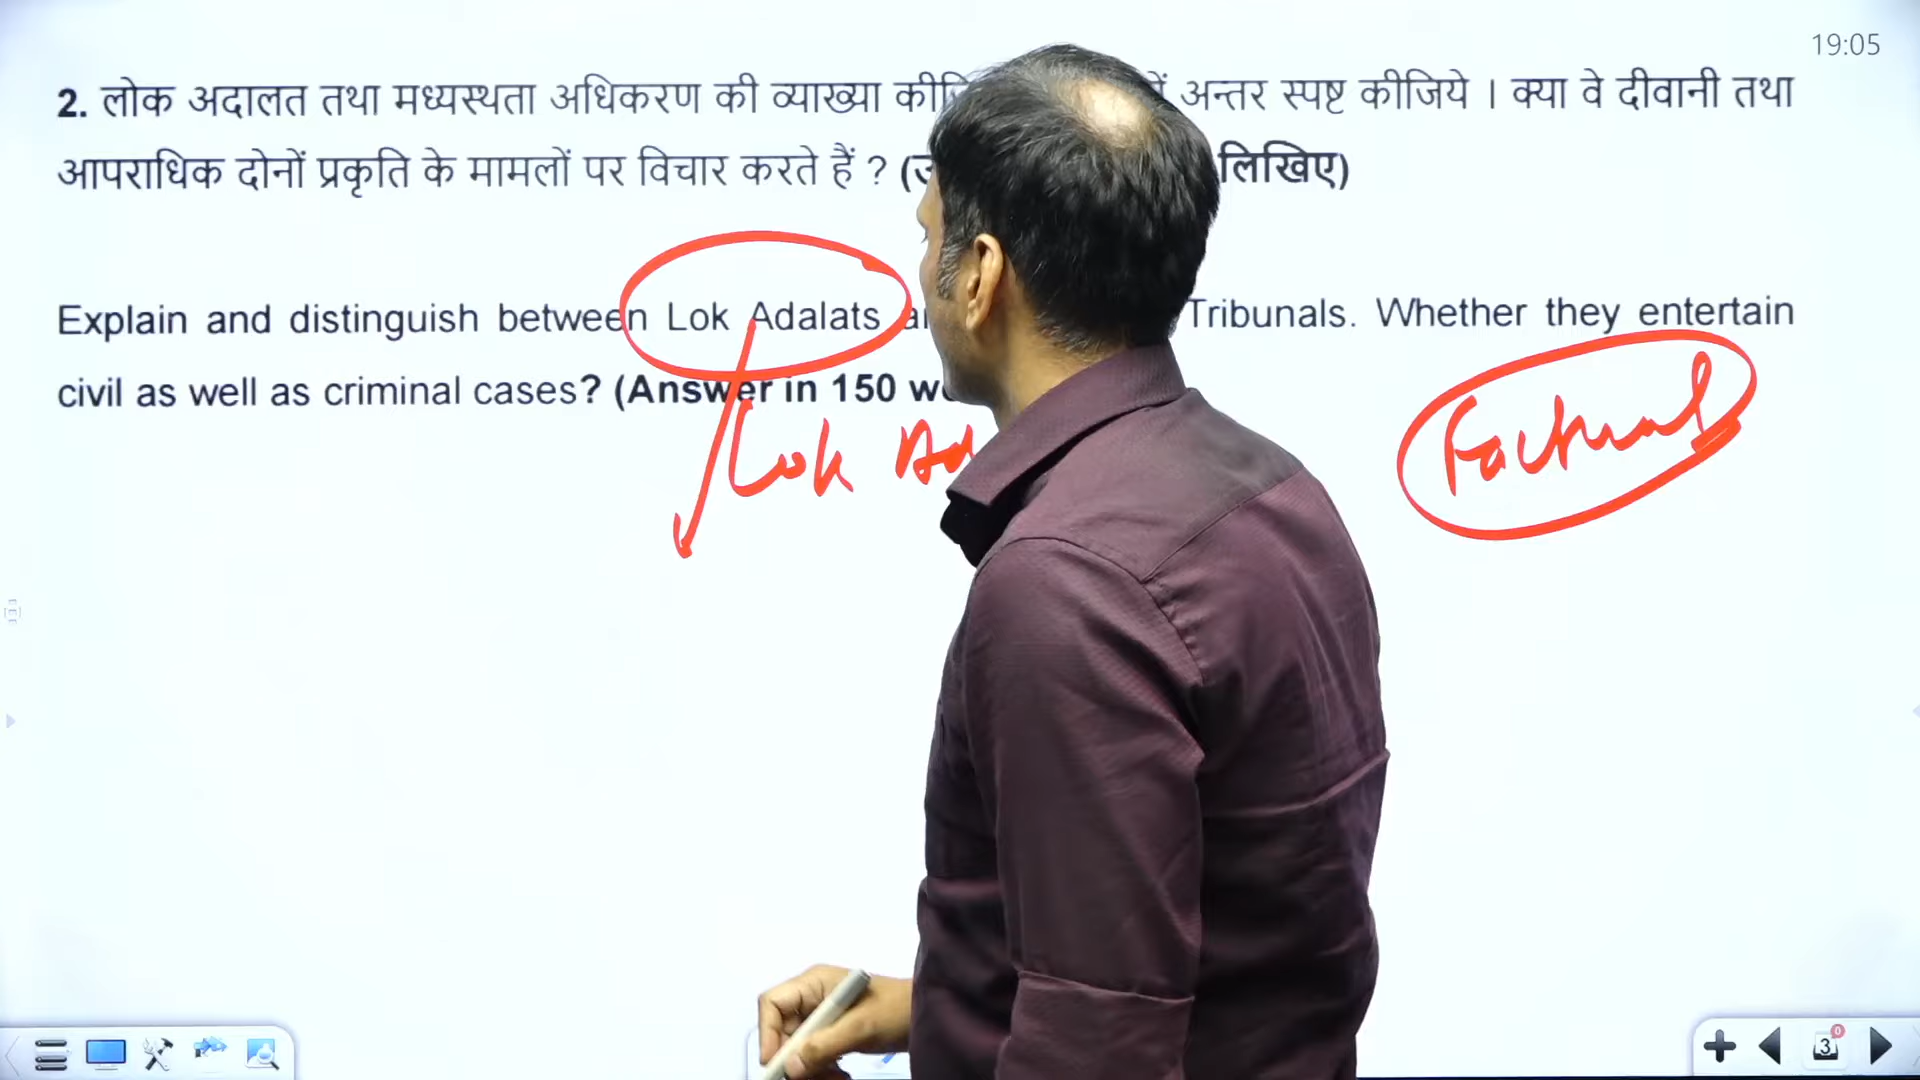 19:05
2. लोक अदालत तथा मध्यस्थता अधिकरण की व्याख्या अन्तर स्पष्ट कीजिये । क्या वे दीवानी तथा
आपराधिक दोनों प्रकृति के मामलों पर विचार करते हैं ? लिखिए)
Explain and distinguish between Lok Adalats Tribunals. Whether they entertain
civil as well as criminal cases? (Answer in 150
Lok Ad
Factual
3
0